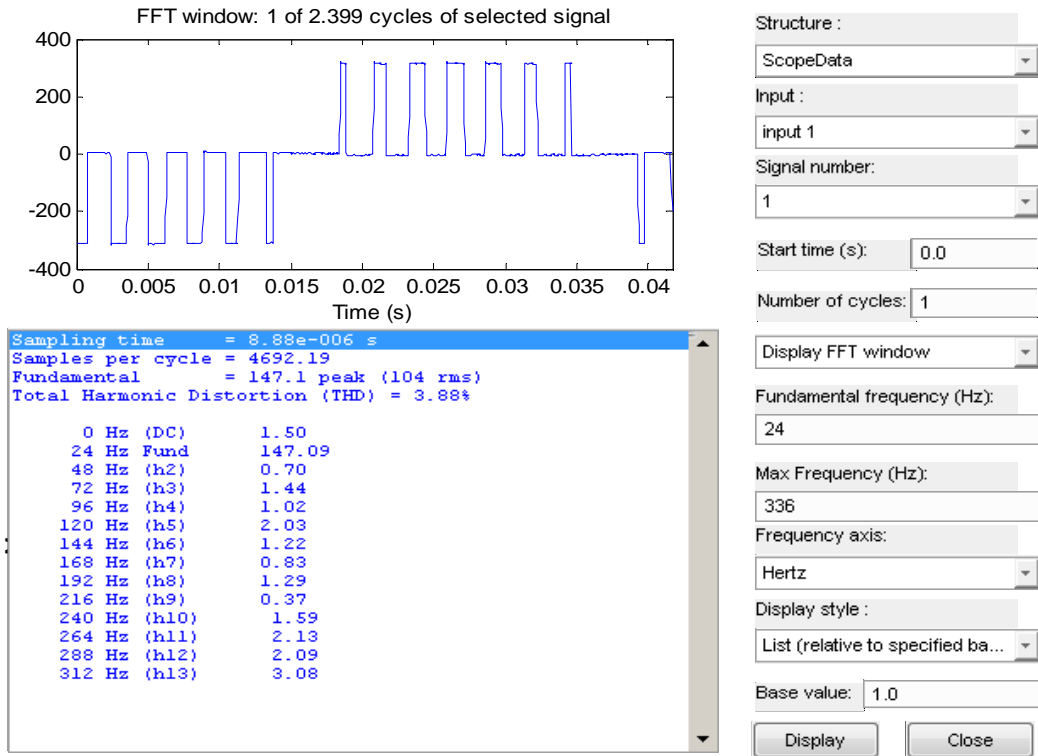 FFT window: 1 of 2.399 cycles of selected signal
400
200
0
-200
-400
0 0.005 0.01 0.015 0.02 0.025 0.03 0.035 0.04
Time (s)
Sampling time = 8.88e-006 s
Samples per cycle = 4692.19
Fundamental = 147.1 peak (104 rms)
Total Harmonic Distortion (THD) = 3.88%
0 Hz (DC) 1.50
24 Hz Fund 147.09
48 Hz (h2) 0.70
72 Hz (h3) 1.44
96 Hz (h4) 1.02
120 Hz (h5) 2.03
144 Hz (h6) 1.22
168 Hz (h7) 0.83
192 Hz (h8) 1.29
216 Hz (h9) 0.37
240 Hz (h10) 1.59
264 Hz (h11) 2.13
288 Hz (h12) 2.09
312 Hz (h13) 3.08
Structure :
ScopeData
Input :
input 1
Signal number:
1
Start time (s): 0.0
Number of cycles: 1
Display FFT window
Fundamental frequency (Hz):
24
Max Frequency (Hz):
336
Frequency axis:
Hertz
Display style :
List (relative to specified ba...
Base value: 1.0
Display Close